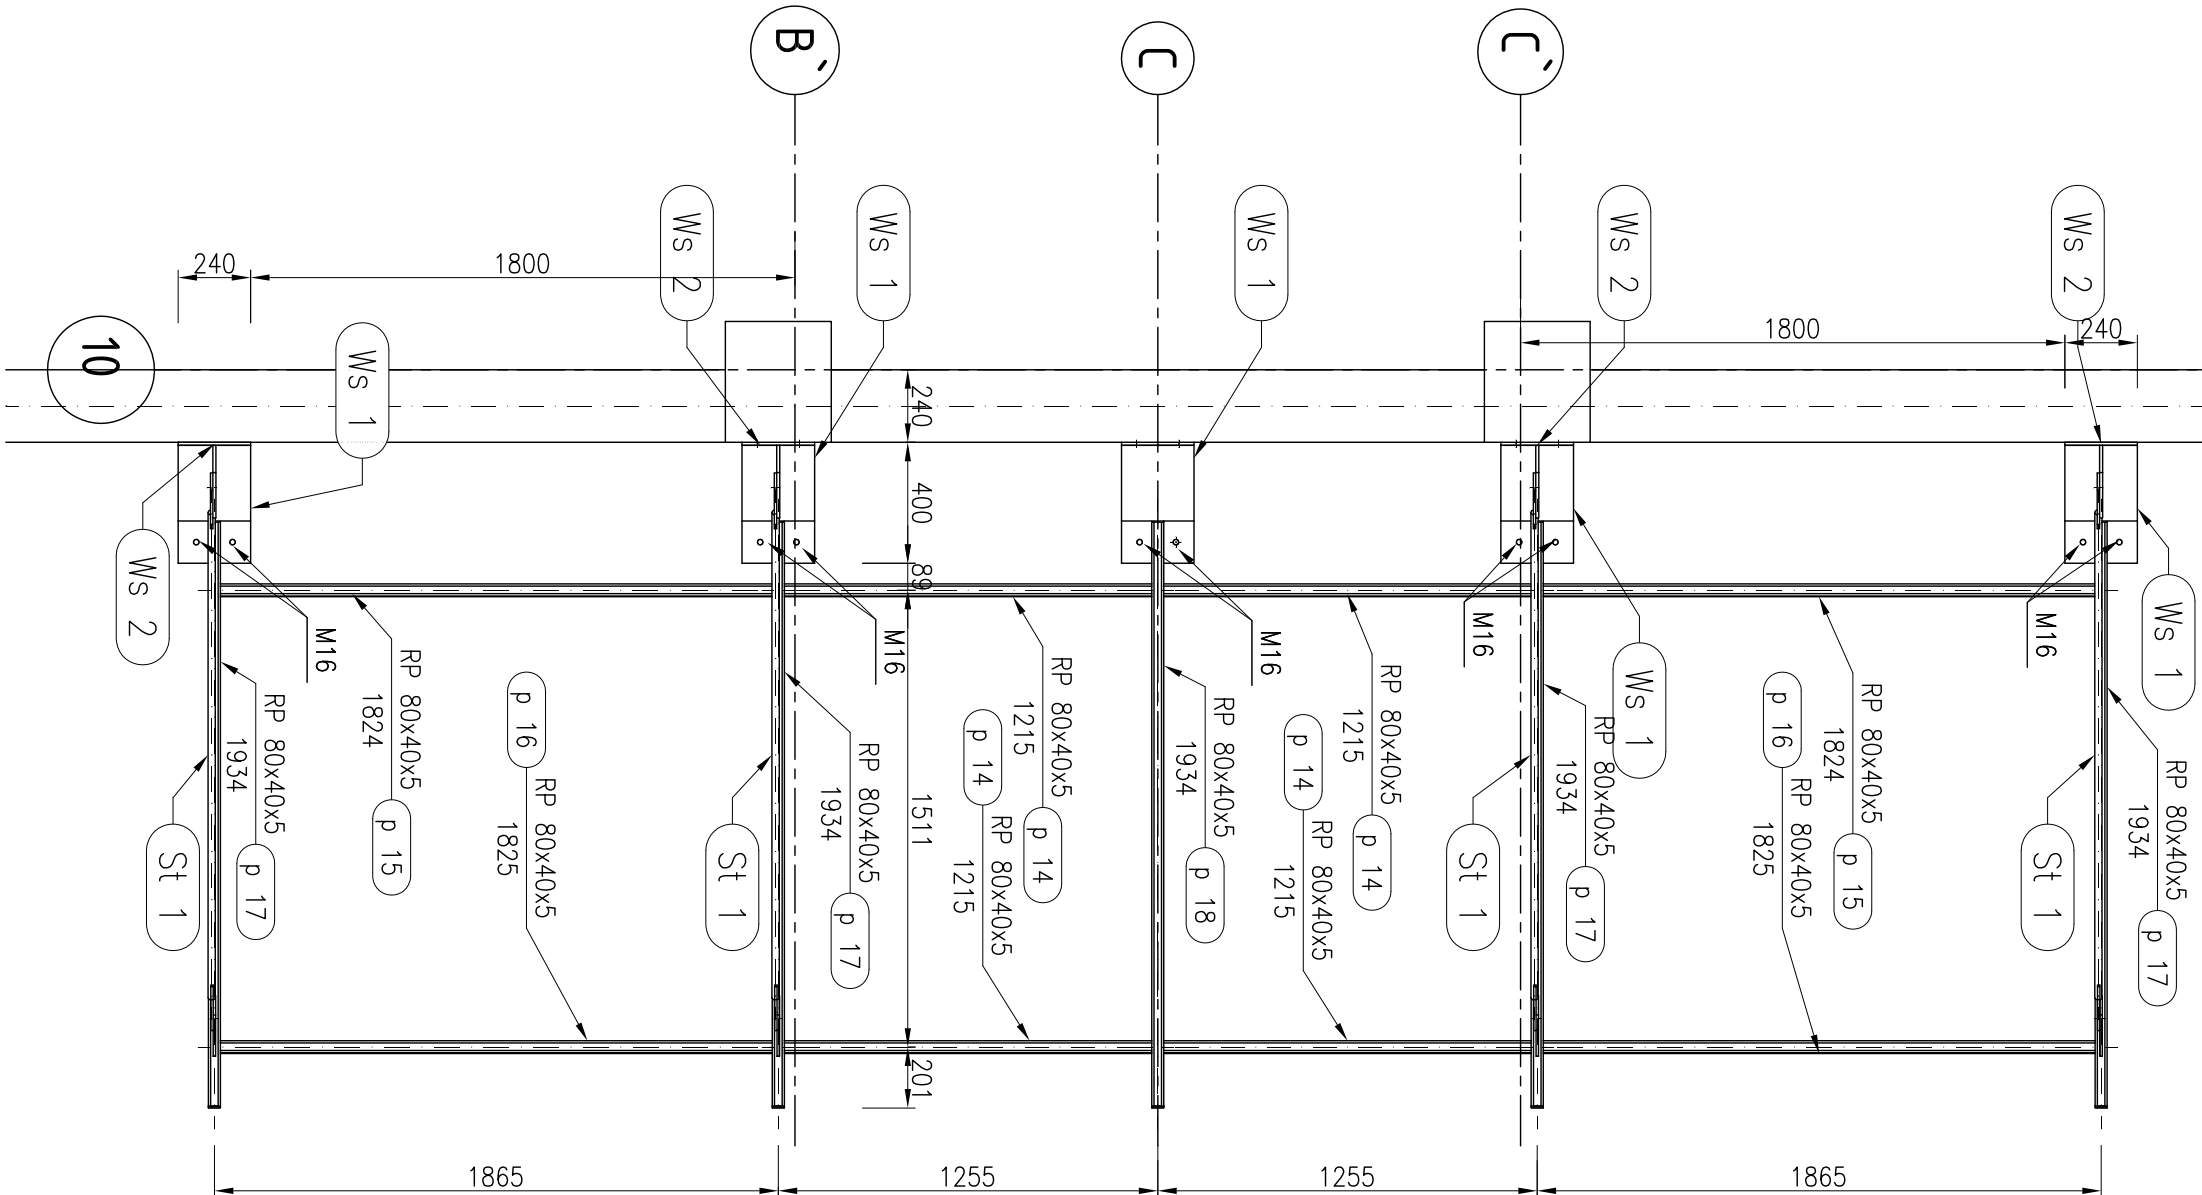 B`
C
C`
10
Ws 2
Ws 1
Ws 1
Ws 2
Ws 2
240
1800
1800
240
Ws 1
240
400
89
1511
201
Ws 2
Ws 1
Ws 1
M16
M16
M16
M16
M16
RP 80x40x5
1934
p 17
RP 80x40x5
1824
p 15
p 16
RP 80x40x5
1825
St 1
St 1
RP 80x40x5
1934
p 17
RP 80x40x5
1215
p 14
p 14
RP 80x40x5
1215
RP 80x40x5
1934
p 18
RP 80x40x5
1215
p 14
p 14
RP 80x40x5
1215
St 1
RP 80x40x5
1934
p 17
p 16
RP 80x40x5
1825
RP 80x40x5
1824
p 15
St 1
RP 80x40x5
1934
p 17
1865
1255
1255
1865